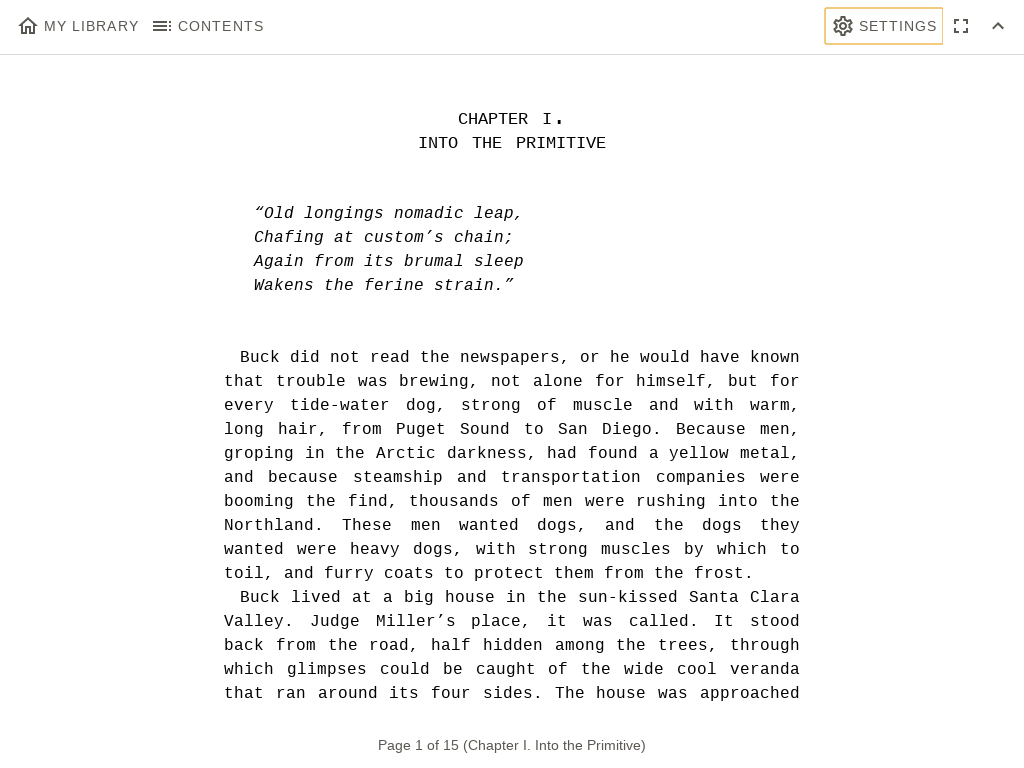 MY LIBRARY CONTENTS SETTINGS
CHAPTER I.
INTO THE PRIMITIVE
“Old longings nomadic leap,
Chafing at custom’s chain;
Again from its brumal sleep
Wakens the ferine strain.”
Buck did not read the newspapers, or he would have known
that trouble was brewing, not alone for himself, but for
every tide-water dog, strong of muscle and with warm,
long hair, from Puget Sound to San Diego. Because men,
groping in the Arctic darkness, had found a yellow metal,
and because steamship and transportation companies were
booming the find, thousands of men were rushing into the
Northland. These men wanted dogs, and the dogs they
wanted were heavy dogs, with strong muscles by which to
toil, and furry coats to protect them from the frost.
Buck lived at a big house in the sun-kissed Santa Clara
Valley. Judge Miller’s place, it was called. It stood
back from the road, half hidden among the trees, through
which glimpses could be caught of the wide cool veranda
that ran around its four sides. The house was approached
Page 1 of 15 (Chapter I. Into the Primitive)